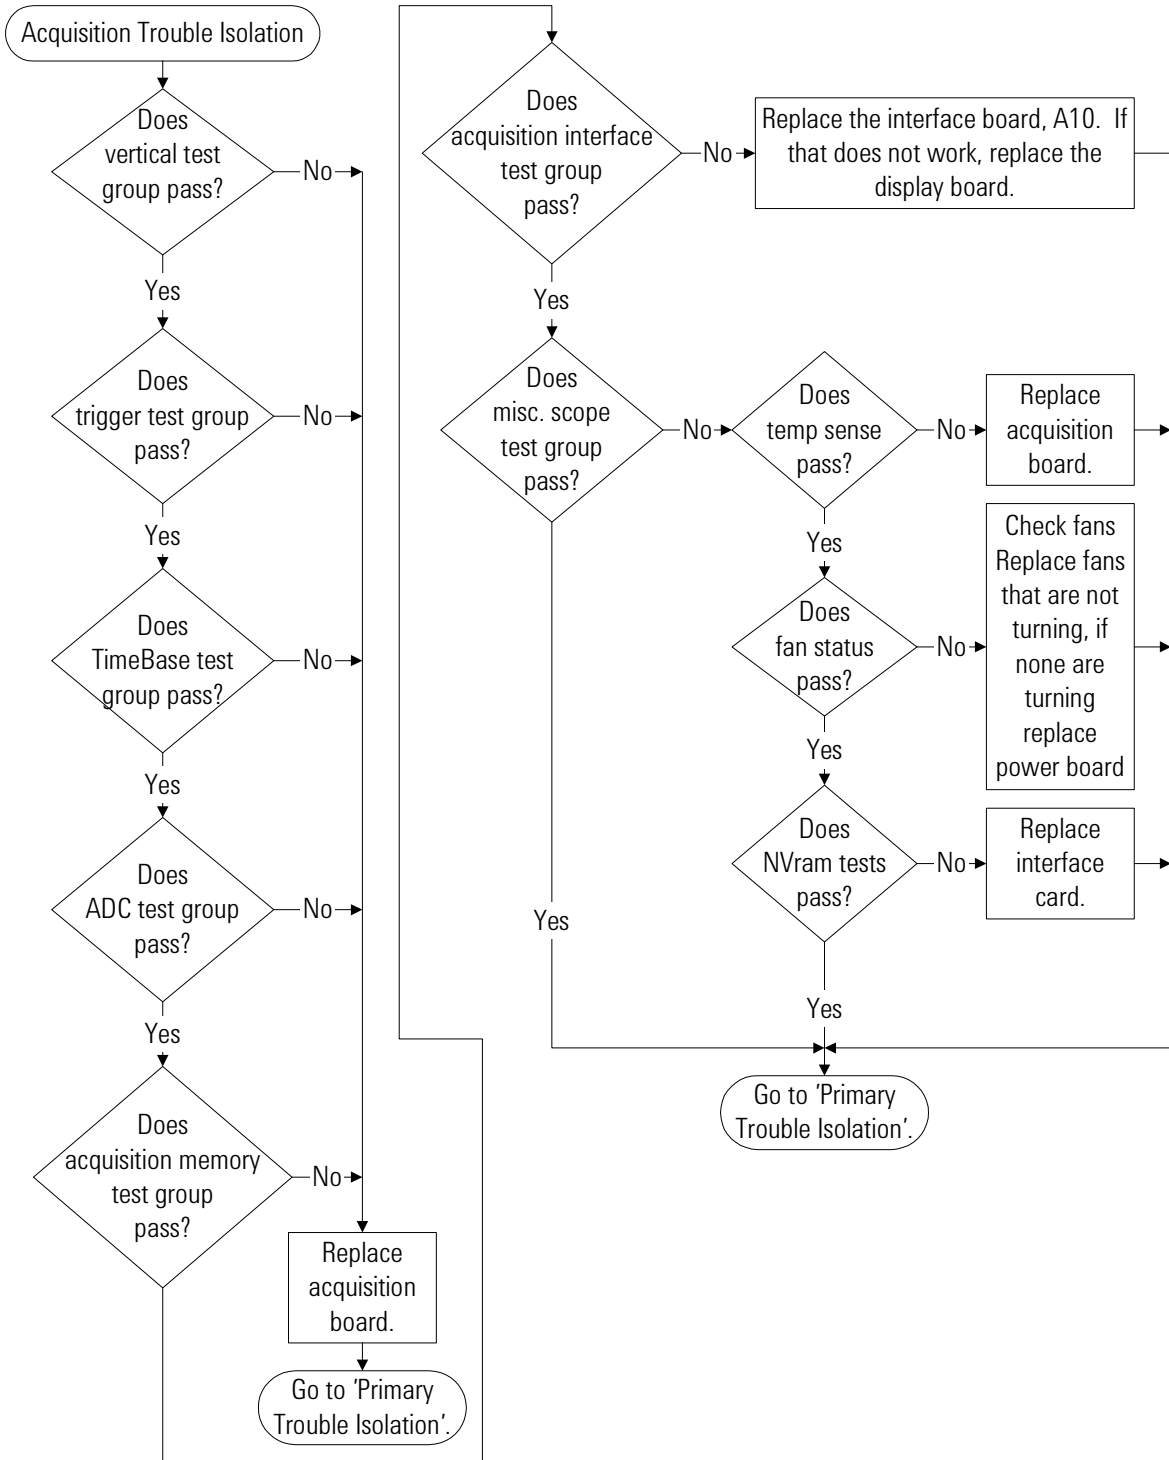 Acquisition Trouble Isolation
Does
vertical test
group pass?
No
Yes
Does
trigger test group
pass?
No
Yes
Does
TimeBase test
group pass?
No
Yes
Does
ADC test group
pass?
No
Yes
Does
acquisition memory
test group
pass?
No
Replace
acquisition
board.
Go to 'Primary
Trouble Isolation'.
Does
acquisition interface
test group
pass?
No
Replace the interface board, A10. If
that does not work, replace the
display board.
Yes
Does
misc. scope
test group
pass?
No
Does
temp sense
pass?
No
Replace
acquisition
board.
Yes
Does
fan status
pass?
No
Check fans
Replace fans
that are not
turning, if
none are
turning
replace
power board
Yes
Does
NVram tests
pass?
No
Replace
interface
card.
Yes
Yes
Go to 'Primary
Trouble Isolation'.